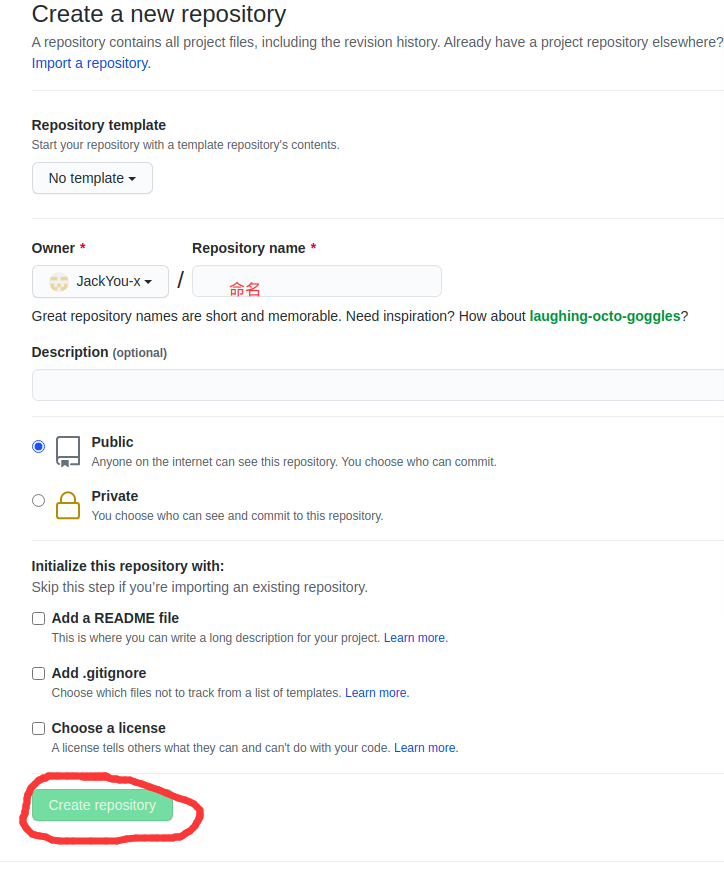 Create a new repository
A repository contains all project files, including the revision history. Already have a project repository elsewhere?
Import a repository.
Repository template
Start your repository with a template repository's contents.
No template
Owner * Repository name *
JackYou-x / 命名
Great repository names are short and memorable. Need inspiration? How about laughing-octo-goggles?
Description (optional)
Public
Anyone on the internet can see this repository. You choose who can commit.
Private
You choose who can see and commit to this repository.
Initialize this repository with:
Skip this step if you're importing an existing repository.
Add a README file
This is where you can write a long description for your project. Learn more.
Add .gitignore
Choose which files not to track from a list of templates. Learn more.
Choose a license
A license tells others what they can and can't do with your code. Learn more.
Create repository